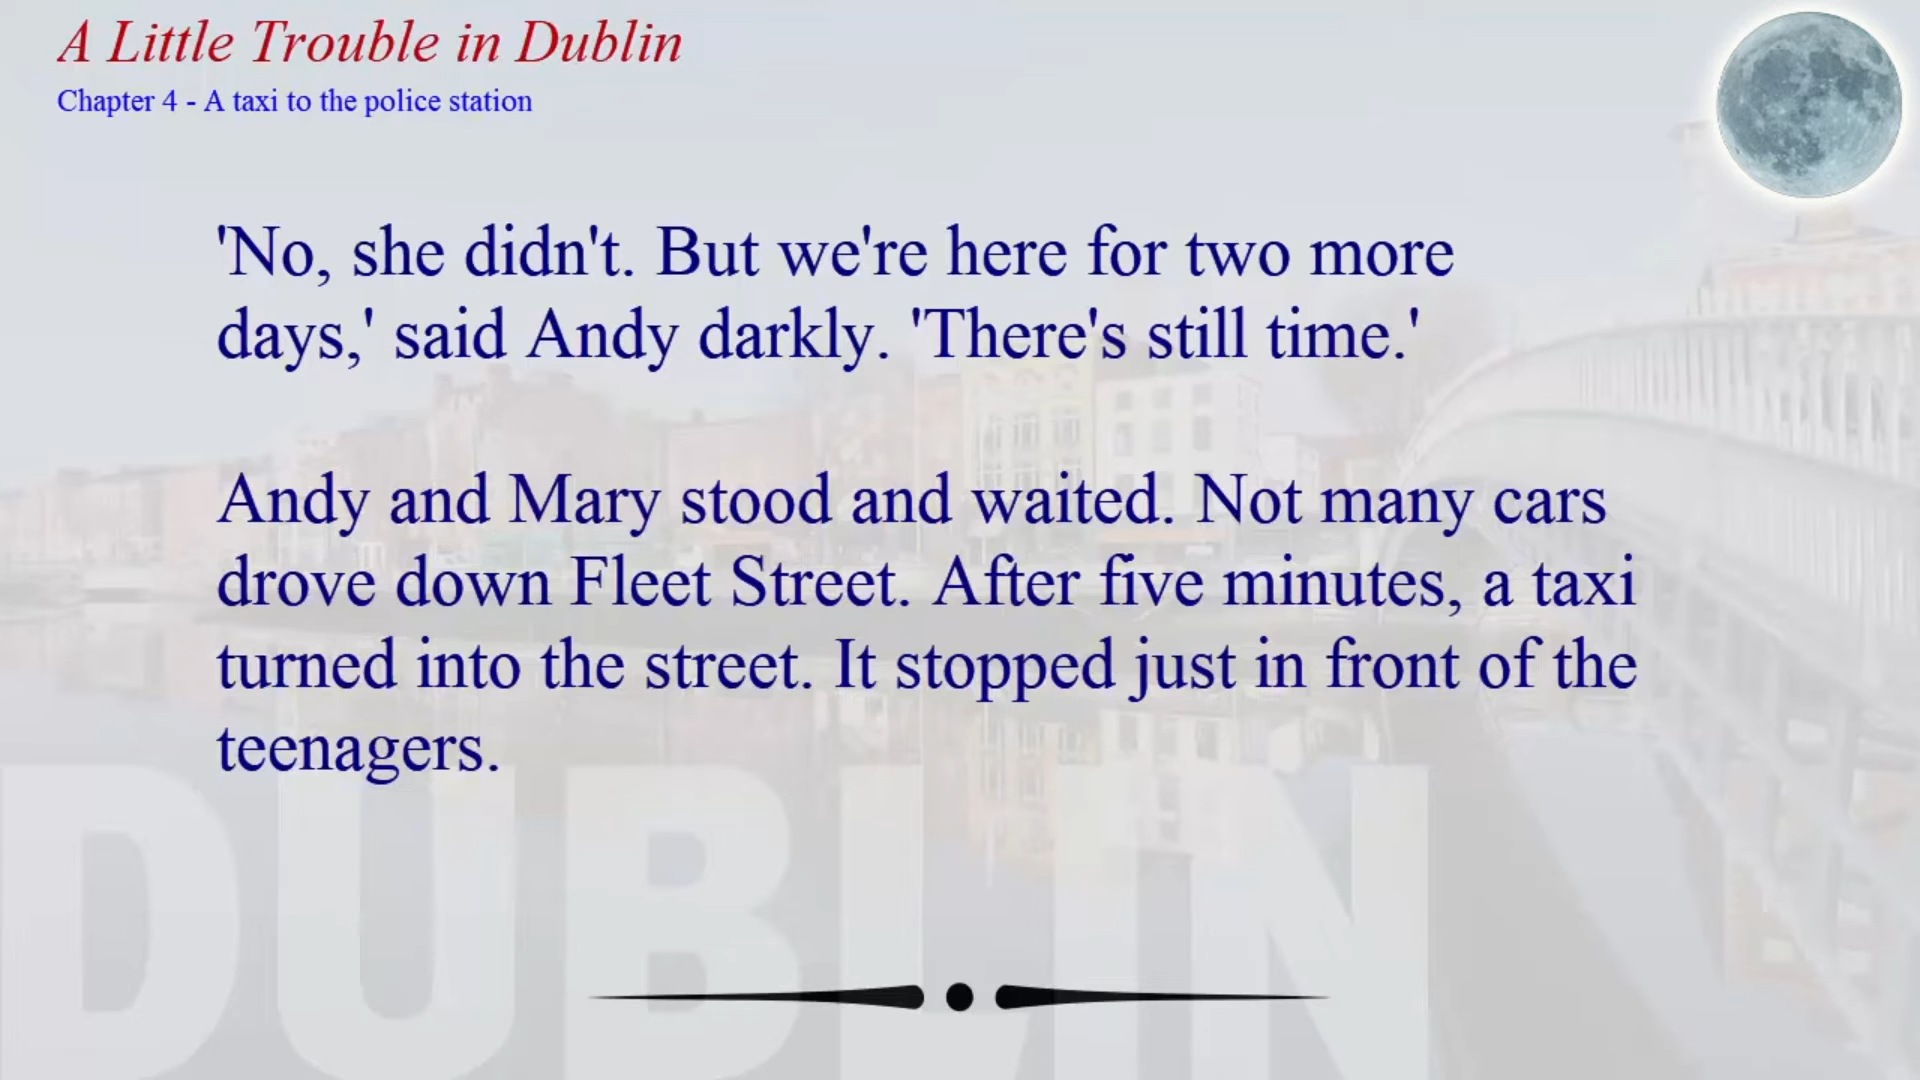 A Little Trouble in Dublin
Chapter 4 - A taxi to the police station
'No, she didn't. But we're here for two more
days,' said Andy darkly. 'There's still time.'
Andy and Mary stood and waited. Not many cars
drove down Fleet Street. After five minutes, a taxi
turned into the street. It stopped just in front of the
teenagers.
DUBLIN